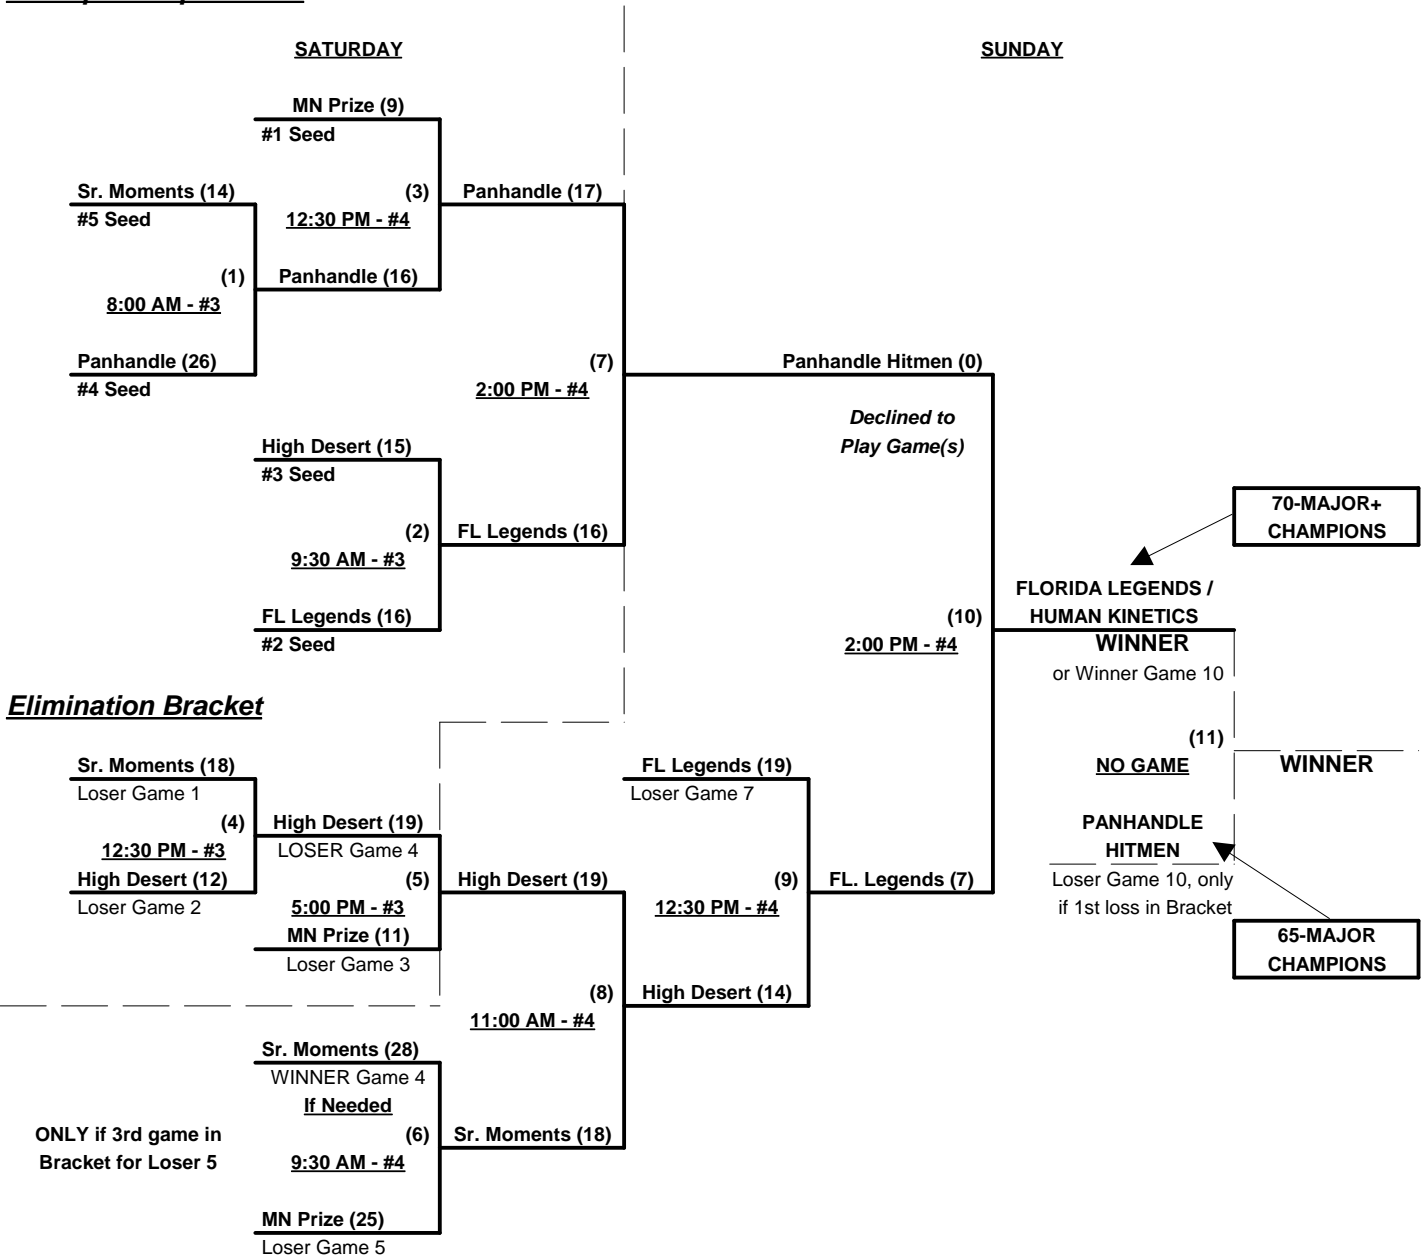 SATURDAY
SUNDAY
MN Prize (9)
#1 Seed
Sr. Moments (14)
#5 Seed
(3)
12:30 PM - #4
Panhandle (17)
(1)
8:00 AM - #3
Panhandle (16)
Panhandle (26)
#4 Seed
(7)
2:00 PM - #4
Panhandle Hitmen (0)
Declined to
Play Game(s)
High Desert (15)
#3 Seed
(2)
9:30 AM - #3
FL Legends (16)
FL Legends (16)
#2 Seed
70-MAJOR+
CHAMPIONS
FLORIDA LEGENDS /
HUMAN KINETICS
(10)
2:00 PM - #4
WINNER
or Winner Game 10
Elimination Bracket
Sr. Moments (18)
Loser Game 1
(4)
12:30 PM - #3
High Desert (12)
Loser Game 2
High Desert (19)
LOSER Game 4
(5)
5:00 PM - #3
MN Prize (11)
Loser Game 3
High Desert (19)
FL Legends (19)
Loser Game 7
(9)
12:30 PM - #4
FL. Legends (7)
(11)
NO GAME
WINNER
PANHANDLE
HITMEN
Loser Game 10, only
if 1st loss in Bracket
65-MAJOR
CHAMPIONS
(8)
11:00 AM - #4
High Desert (14)
Sr. Moments (28)
WINNER Game 4
If Needed
ONLY if 3rd game in
Bracket for Loser 5
(6)
9:30 AM - #4
Sr. Moments (18)
MN Prize (25)
Loser Game 5